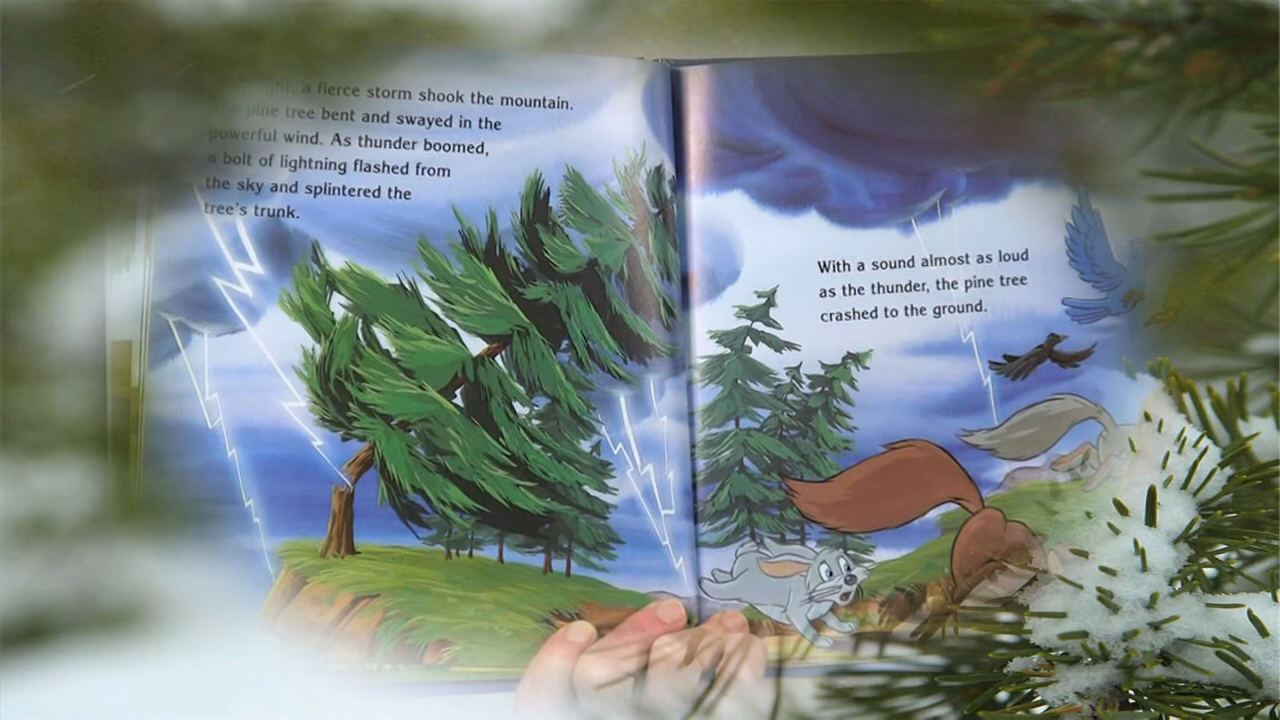 a fierce storm shook the mountain.
pine tree bent and swayed in the
powerful wind. As thunder boomed,
a bolt of lightning flashed from
the sky and splintered the
tree's trunk.
With a sound almost as loud
as the thunder, the pine tree
crashed to the ground.